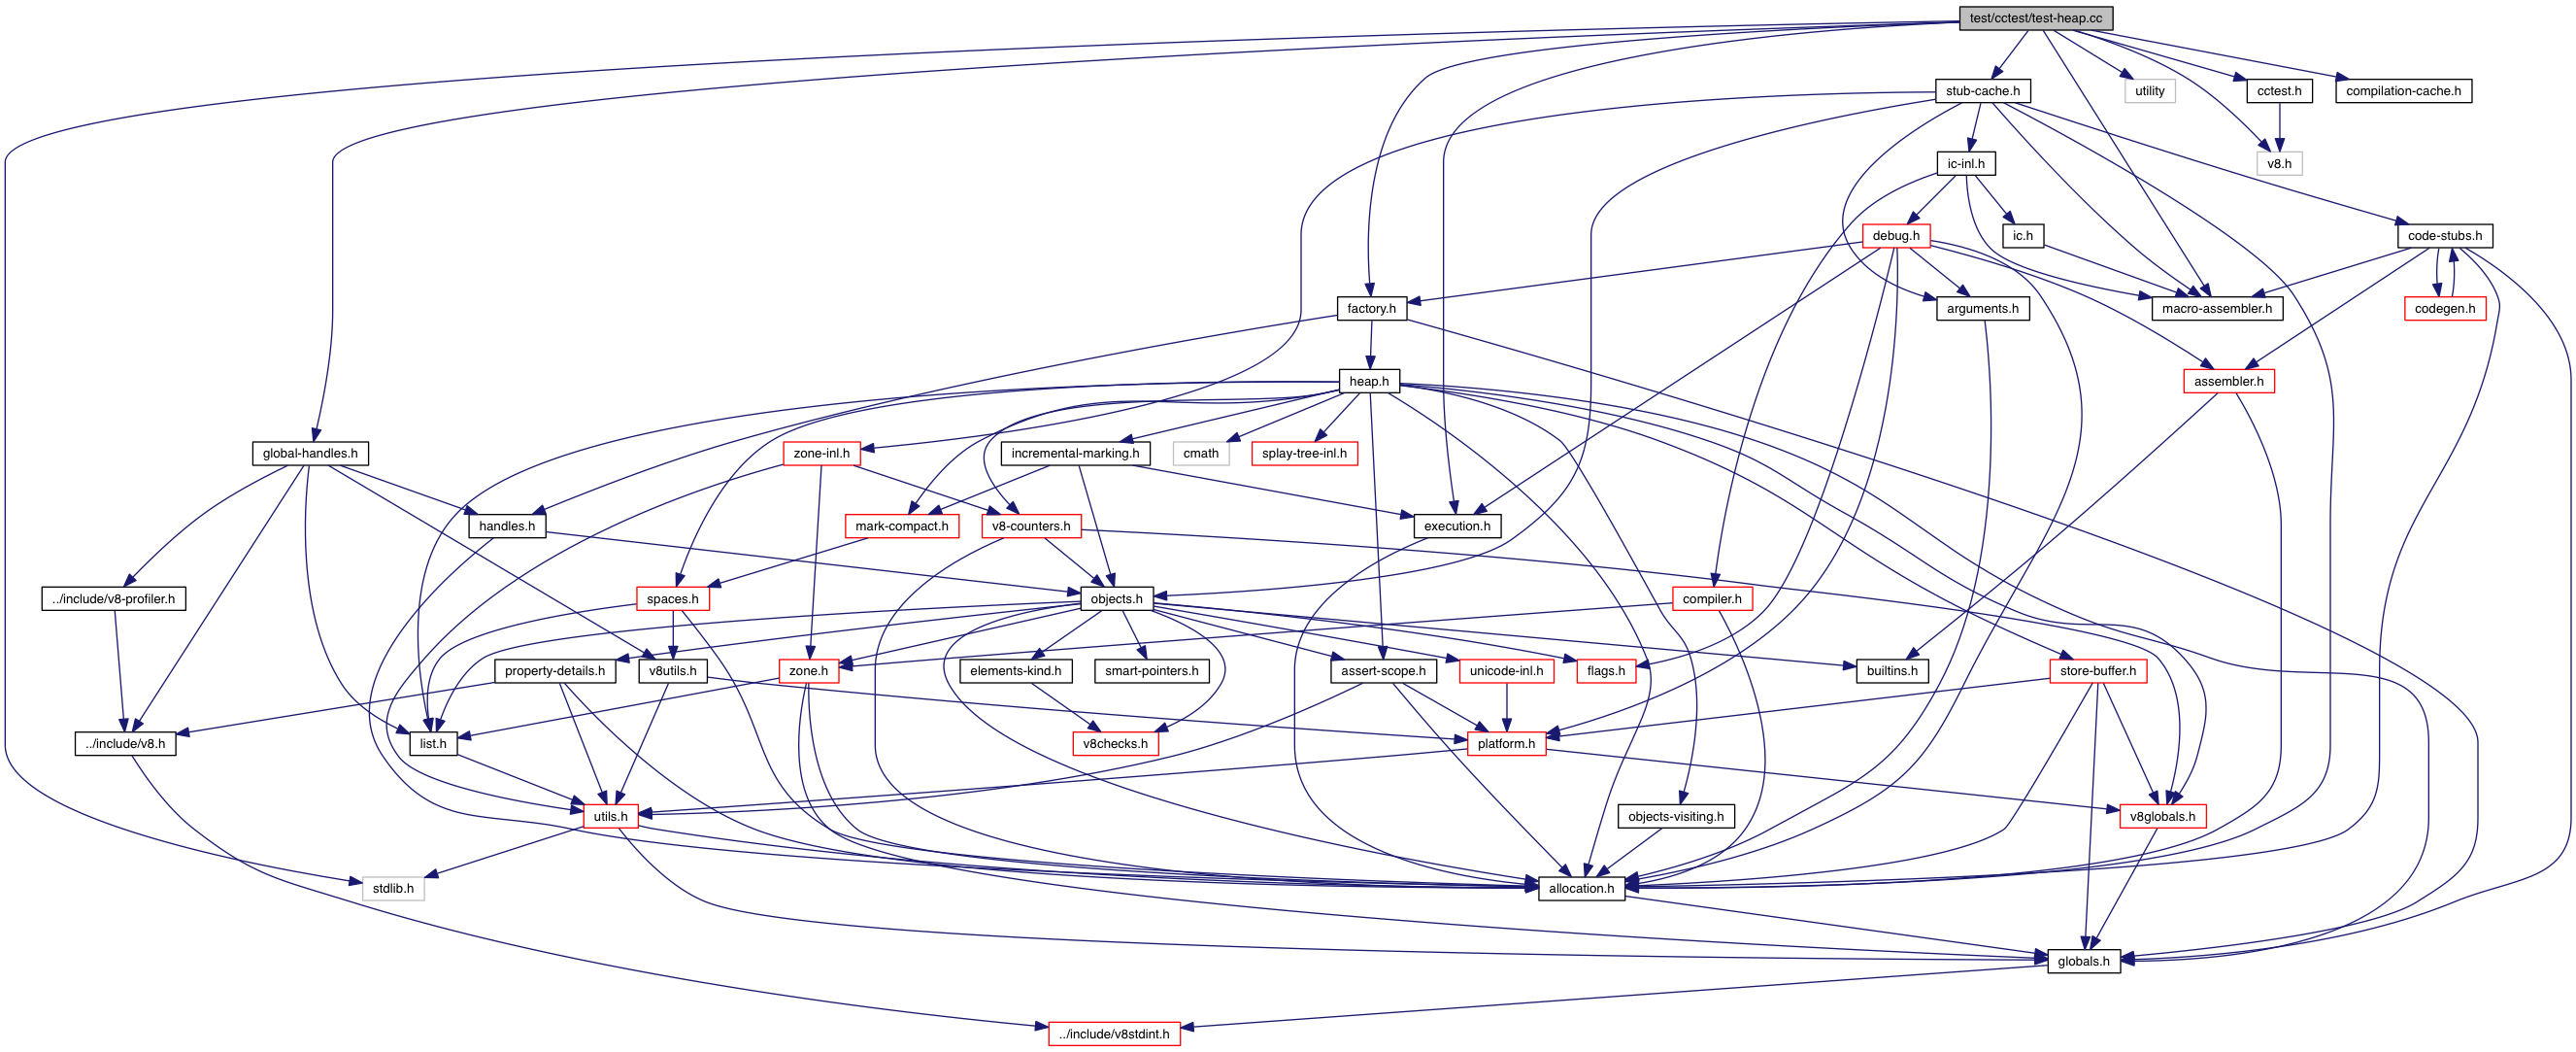 test/cctest/test-heap.cc
stub-cache.h
utility
cctest.h
compilation-cache.h
ic-inl.h
v8.h
debug.h
ic.h
code-stubs.h
factory.h
arguments.h
macro-assembler.h
codegen.h
heap.h
assembler.h
global-handles.h
zone-inl.h
incremental-marking.h
cmath
splay-tree-inl.h
handles.h
mark-compact.h
v8-counters.h
execution.h
../include/v8-profiler.h
spaces.h
objects.h
compiler.h
property-details.h
v8utils.h
zone.h
elements-kind.h
smart-pointers.h
assert-scope.h
unicode-inl.h
flags.h
builtins.h
store-buffer.h
../include/v8.h
list.h
v8checks.h
platform.h
utils.h
objects-visiting.h
v8globals.h
stdlib.h
allocation.h
globals.h
../include/v8stdint.h